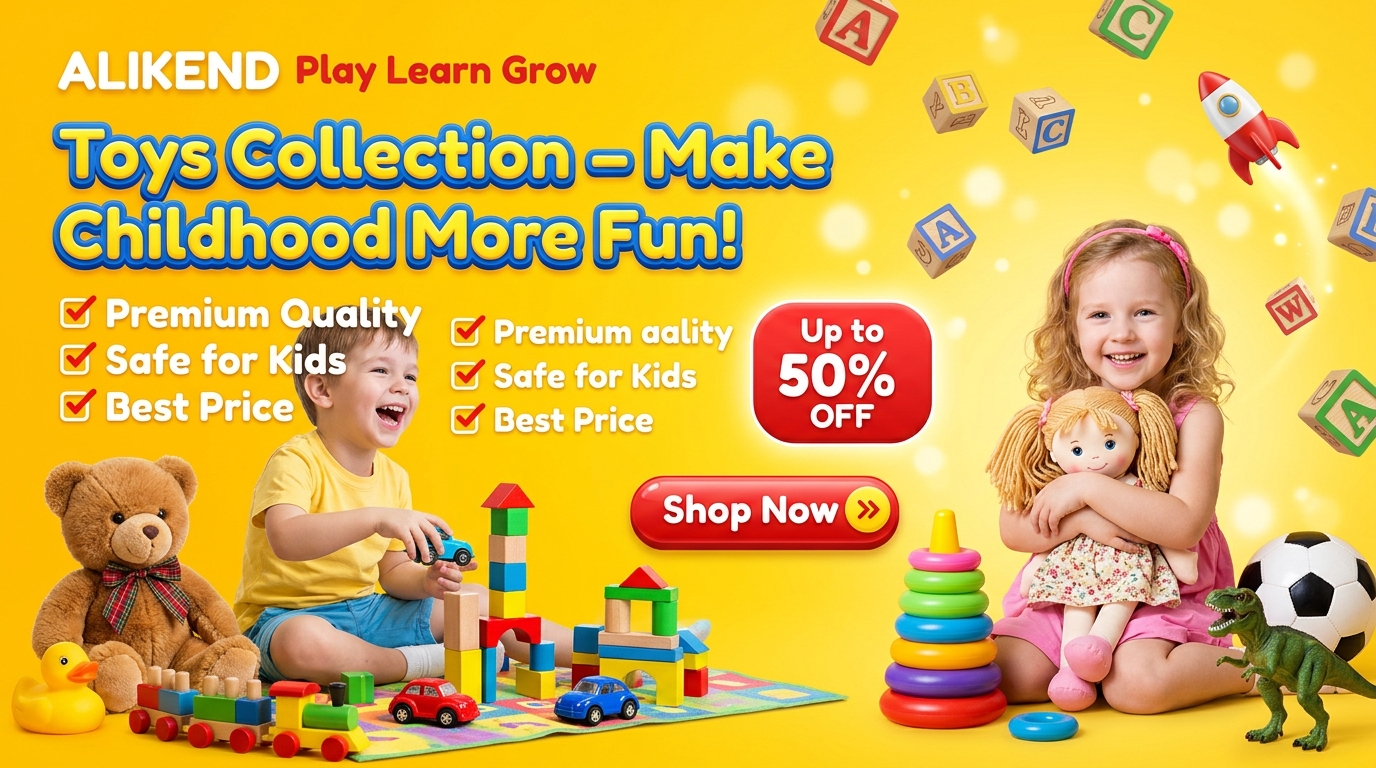 ALIKEND Play Learn Grow
Toys Collection – Make
Childhood More Fun!
Premium Quality
Safe for Kids
Best Price
Premium aality
Safe for Kids
Best Price
Up to
50%
OFF
Shop Now »
A
C
B
C
A
W
A